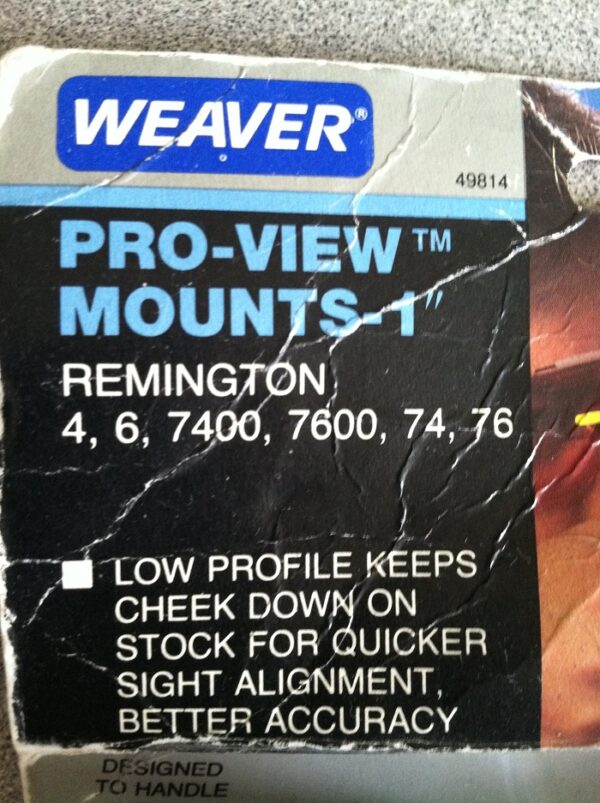 WEAVER®
49814
PRO-VIEW™
MOUNTS-1"
REMINGTON
4, 6, 7400, 7600, 74, 76
LOW PROFILE KEEPS
CHEEK DOWN ON
STOCK FOR QUICKER
SIGHT ALIGNMENT,
BETTER ACCURACY
DESIGNED
TO HANDLE